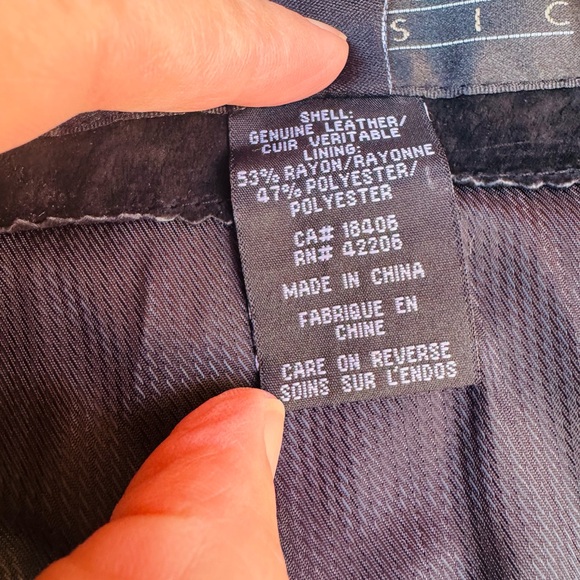 S I C
SHELL:
GENUINE LEATHER/
CUIR VERITABLE
LINING:
53% RAYON/RAYONNE
47% POLYESTER/
POLYESTER
CA# 18406
RN# 42206
MADE IN CHINA
FABRIQUE EN
CHINE
CARE ON REVERSE
SOINS SUR L'ENDOS